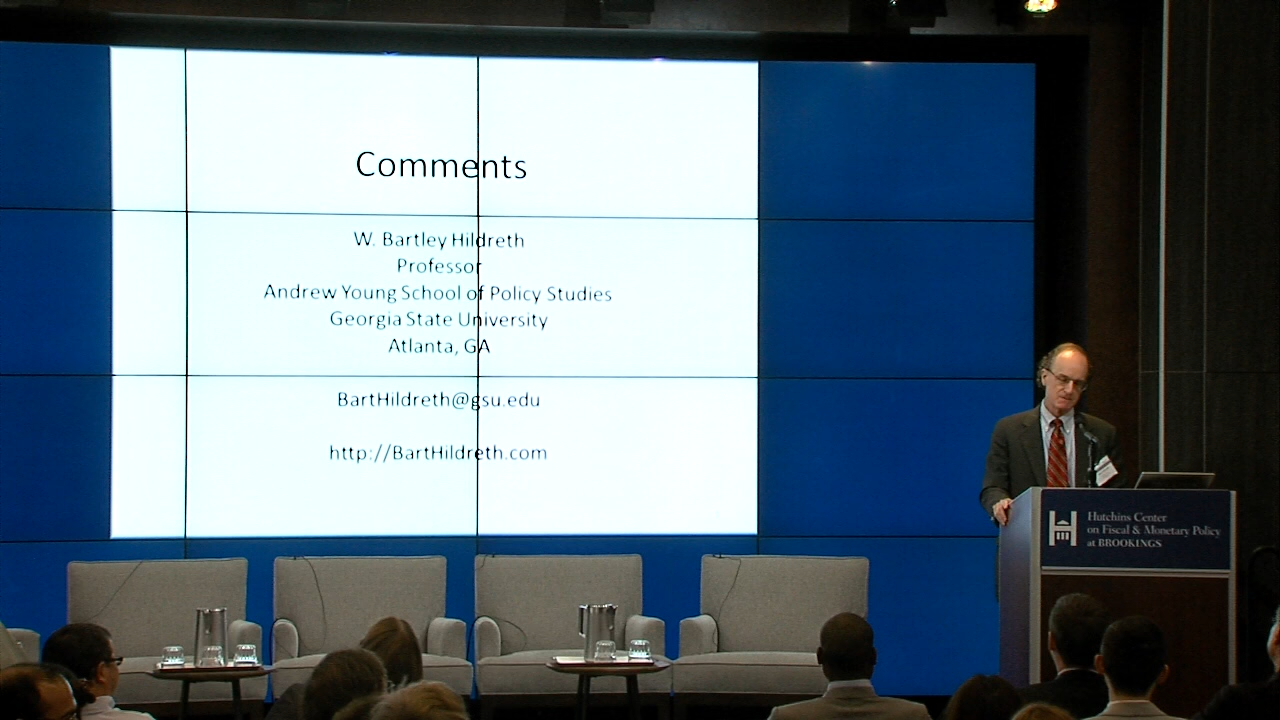 Comments
W. Bartley Hildreth
Professor
Andrew Young School of Policy Studies
Georgia State University
Atlanta, GA
BartHildreth@gsu.edu
http://BartHildreth.com
Hutchins Center
on Fiscal & Monetary Policy
at BROOKINGS